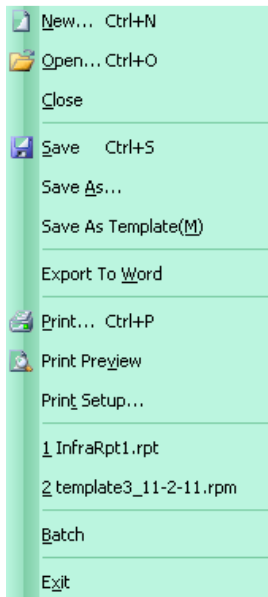 New... Ctrl+N
Open... Ctrl+O
Close
Save Ctrl+S
Save As...
Save As Template(M)
Export To Word
Print... Ctrl+P
Print Preview
Print Setup...
1 InfraRpt1.rpt
2 template3_11-2-11.rpm
Batch
Exit